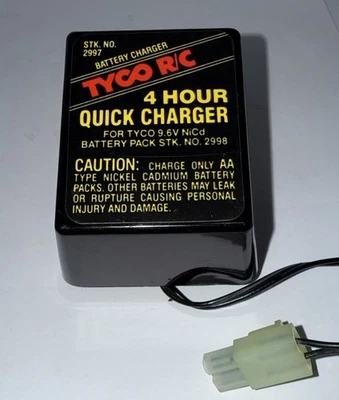 STK. NO.
2997
BATTERY CHARGER
TYCO R/C
4 HOUR
QUICK CHARGER
FOR TYCO 9.6V NiCd
BATTERY PACK STK. NO. 2998
CAUTION: CHARGE ONLY AA
TYPE NICKEL CADMIUM BATTERY
PACKS. OTHER BATTERIES MAY LEAK
OR RUPTURE CAUSING PERSONAL
INJURY AND DAMAGE.